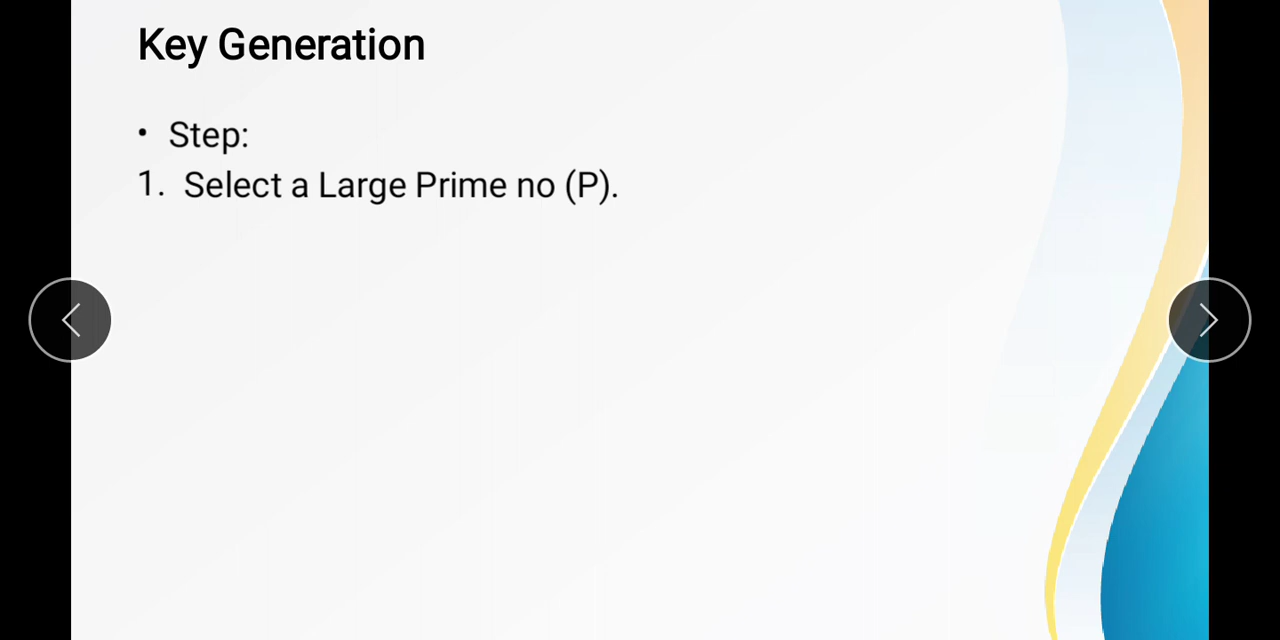 Key Generation
• Step:
1. Select a Large Prime no (P).